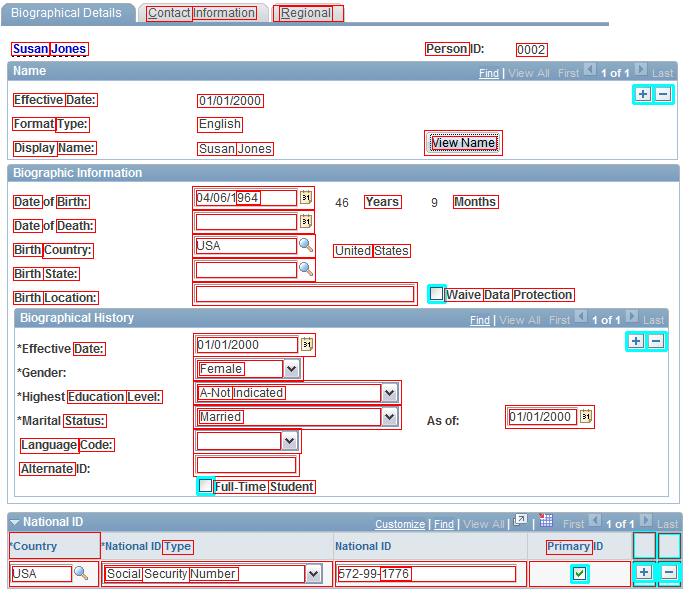 Biographical Details Contact Information Regional
Susan Jones Person ID: 0002
Name Find | View All First 1 of 1 Last
Effective Date: 01/01/2000
Format Type: English
Display Name: Susan Jones View Name
Biographic Information
Date of Birth: 04/06/1964 31 46 Years 9 Months
Date of Death: 31
Birth Country: USA United States
Birth State:
Birth Location: Waive Data Protection
Biographical History Find | View All First 1 of 1 Last
*Effective Date: 01/01/2000 31
*Gender: Female
*Highest Education Level: A-Not Indicated
*Marital Status: Married As of: 01/01/2000 31
Language Code:
Alternate ID:
Full-Time Student
National ID Customize | Find | View All | First 1 of 1 Last
*Country *National ID Type National ID Primary ID
USA Social Security Number 572-99-1776